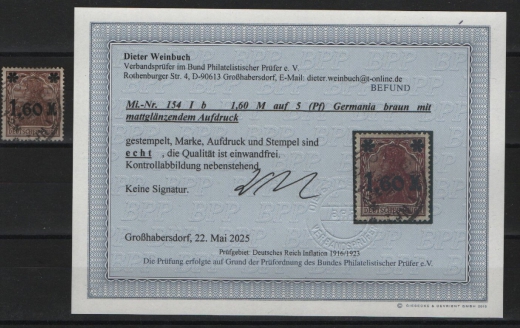 Dieter Weinbuch
Verbandsprüfer im Bund Philatelistischer Prüfer e. V.
Rothenburger Str. 4, D-90613 Großhabersdorf, E-Mail: dieter.weinbuch@t-online.de
BEFUND
Mi.-Nr. 154 I b 1,60 M auf 5 (Pf) Germania braun mit
mattglänzendem Aufdruck
gestempelt, Marke, Aufdruck und Stempel sind
e c h t , die Qualität ist einwandfrei.
Kontrollabbildung nebenstehend.
Keine Signatur.
Großhabersdorf, 22. Mai 2025
Prüfgebiet: Deutsches Reich Inflation 1916/1923
Die Prüfung erfolgte auf Grund der Prüfordnung des Bundes Philatelistischer Prüfer e.V.
1,60 M
1,60 M